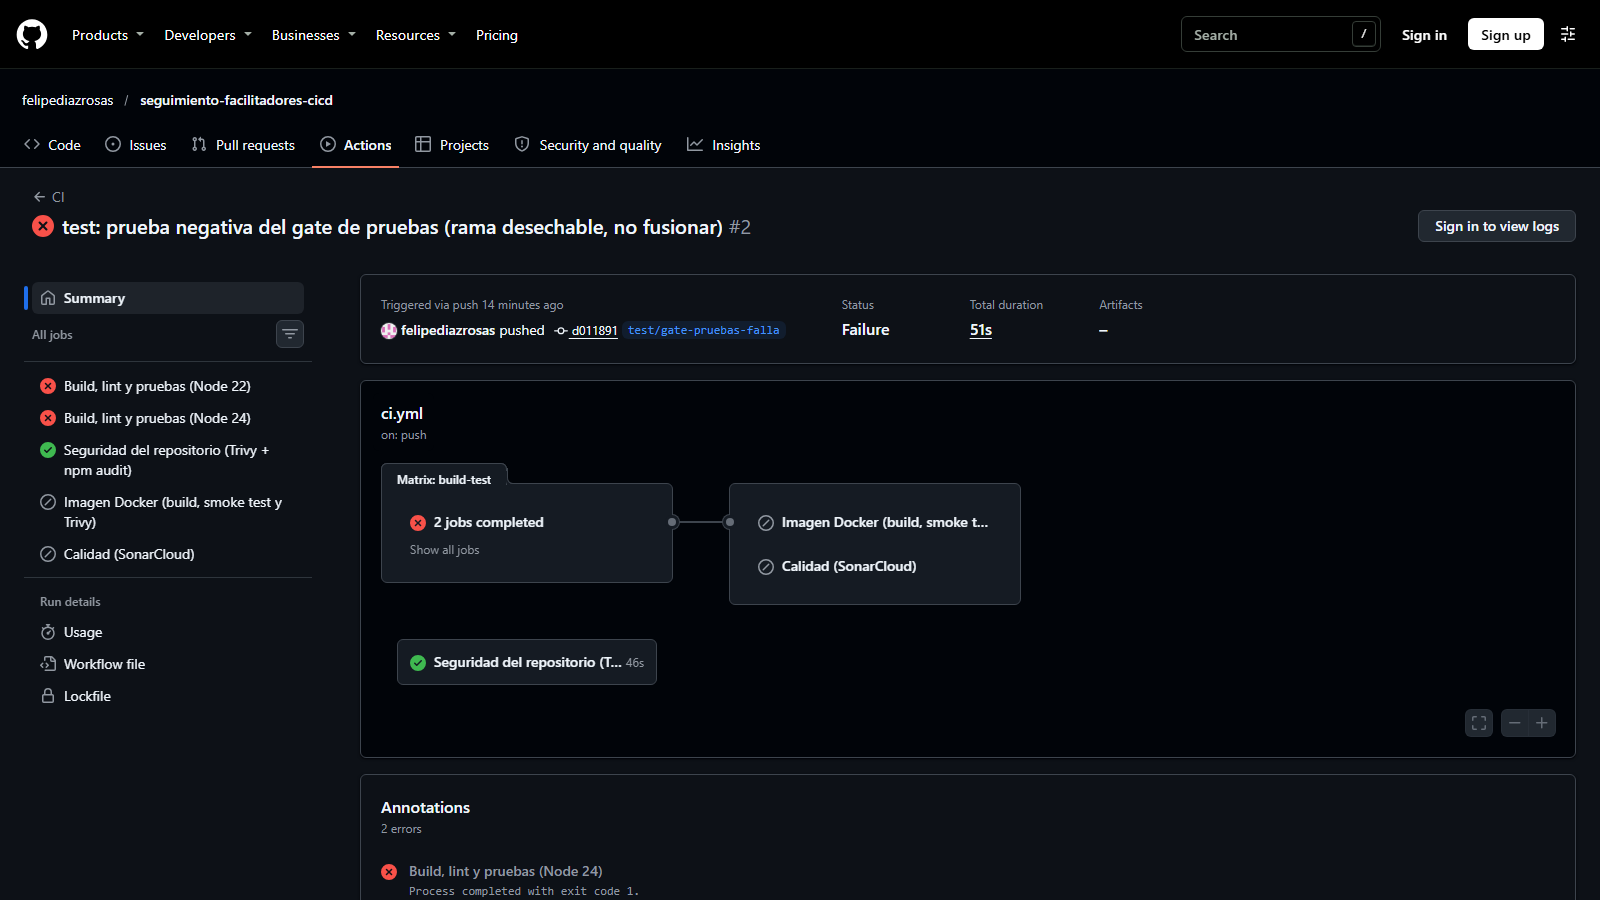 Products Developers Businesses Resources Pricing Search / Sign in Sign up
felipediazrosas / seguimiento-facilitadores-cicd
Code Issues Pull requests Actions Projects Security and quality Insights
CI
test: prueba negativa del gate de pruebas (rama desechable, no fusionar) #2
Sign in to view logs
Summary
All jobs
Build, lint y pruebas (Node 22)
Build, lint y pruebas (Node 24)
Seguridad del repositorio (Trivy +
npm audit)
Imagen Docker (build, smoke test y
Trivy)
Calidad (SonarCloud)
Run details
Usage
Workflow file
Lockfile
Triggered via push 14 minutes ago
felipediazrosas pushed d011891 test/gate-pruebas-falla
Status
Failure
Total duration
51s
Artifacts
–
ci.yml
on: push
Matrix: build-test
2 jobs completed
Show all jobs
Imagen Docker (build, smoke t...
Calidad (SonarCloud)
Seguridad del repositorio (T... 46s
Annotations
2 errors
Build, lint y pruebas (Node 24)
Process completed with exit code 1.